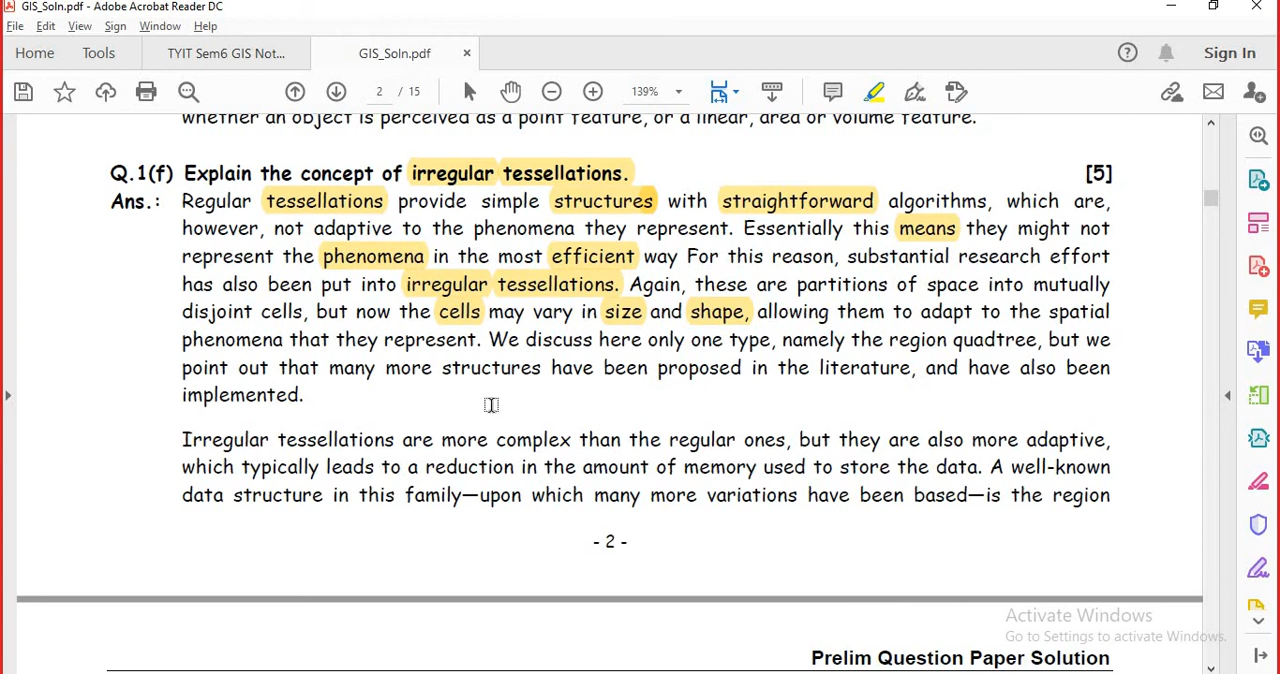 GIS_Soln.pdf - Adobe Acrobat Reader DC
File Edit View Sign Window Help
Home Tools TYIT Sem6 GIS Not... GIS_Soln.pdf × Sign In
2 / 15 139%
whether an object is perceived as a point feature, or a linear, area or volume feature.
Q.1(f) Explain the concept of irregular tessellations. [5]
Ans.: Regular tessellations provide simple structures with straightforward algorithms, which are,
however, not adaptive to the phenomena they represent. Essentially this means they might not
represent the phenomena in the most efficient way For this reason, substantial research effort
has also been put into irregular tessellations. Again, these are partitions of space into mutually
disjoint cells, but now the cells may vary in size and shape, allowing them to adapt to the spatial
phenomena that they represent. We discuss here only one type, namely the region quadtree, but we
point out that many more structures have been proposed in the literature, and have also been
implemented.
Irregular tessellations are more complex than the regular ones, but they are also more adaptive,
which typically leads to a reduction in the amount of memory used to store the data. A well-known
data structure in this family—upon which many more variations have been based—is the region
- 2 -
Activate Windows
Go to Settings to activate Windows.
Prelim Question Paper Solution